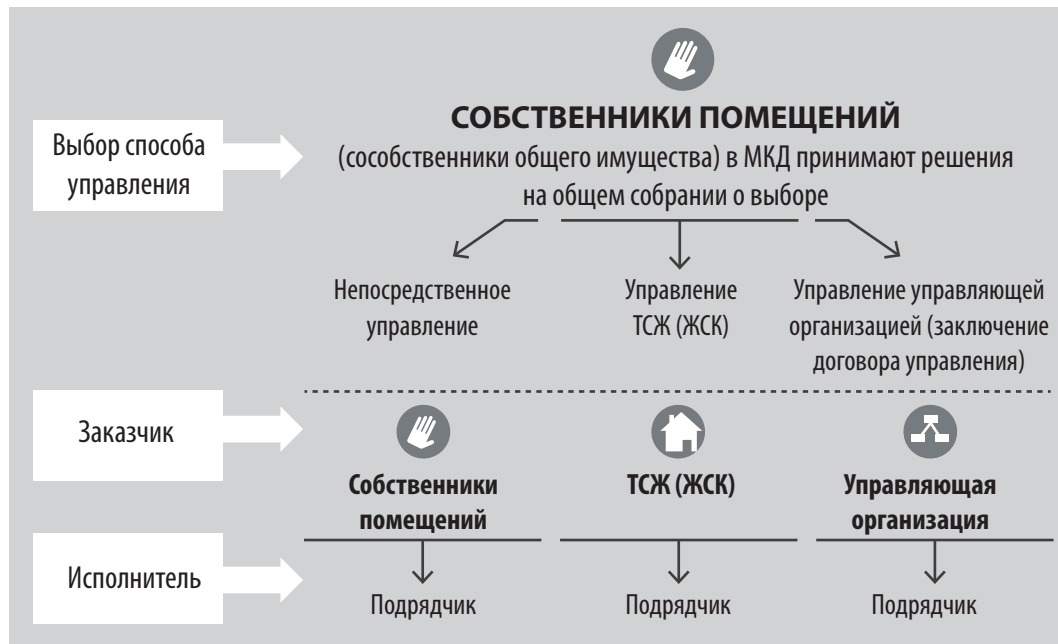 СОБСТВЕННИКИ ПОМЕЩЕНИЙ
Выбор способа
управления
(сособственники общего имущества) в МКД принимают решения
на общем собрании о выборе
Непосредственное
управление
Управление
ТСЖ (ЖСК)
Управление управляющей
организацией (заключение
договора управления)
Заказчик
Собственники
помещений
ТСЖ (ЖСК)
Управляющая
организация
Исполнитель
Подрядчик
Подрядчик
Подрядчик